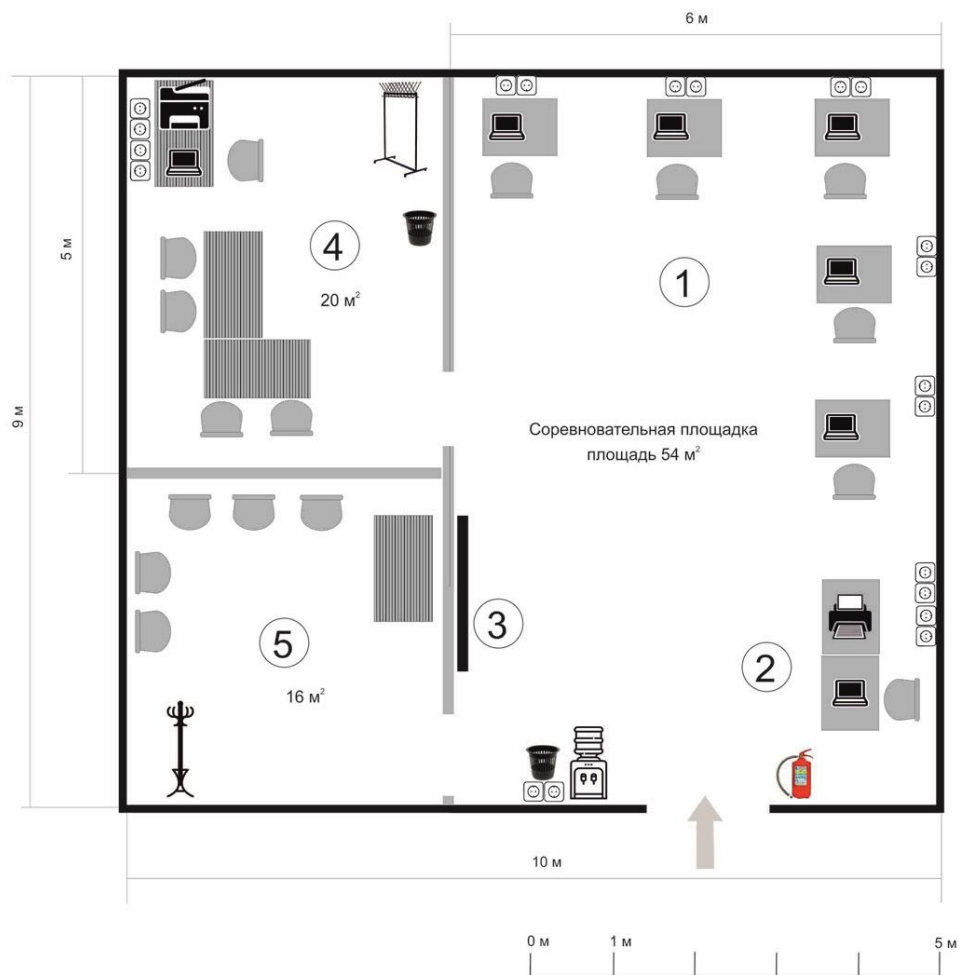 6 м
4
20 м²
1
5 м
9 м
Соревновательная площадка
площадь 54 м²
3
5
2
16 м²
10 м
0 м
1 м
5 м